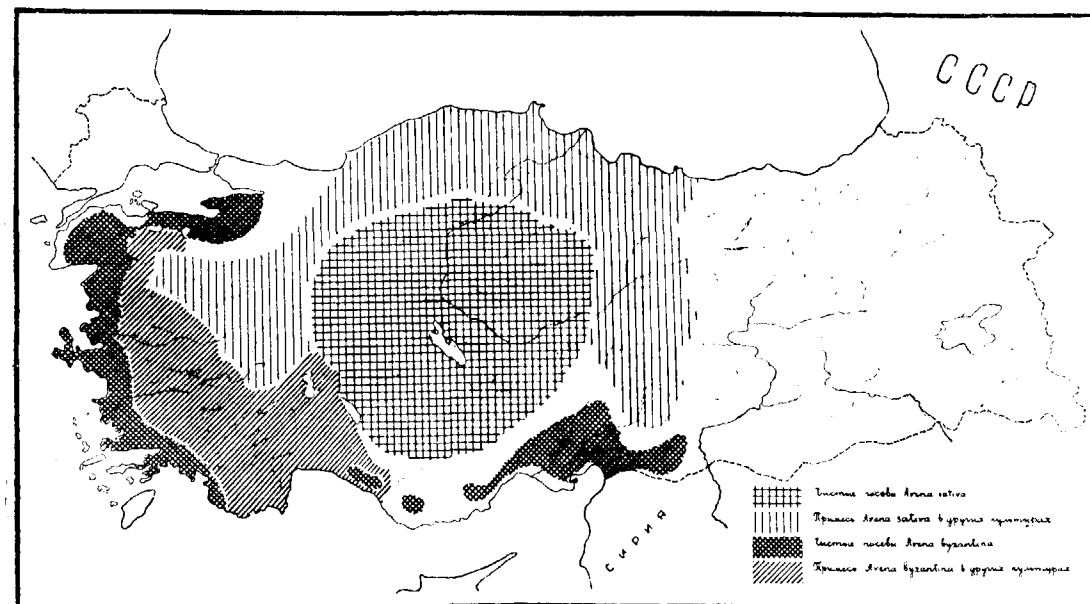 СССР
СИРИЯ
Чистые посевы Avena sativa
Примесь Avena sativa в других культурах
Чистые посевы Avena byzantina
Примесь Avena byzantina в других культурах